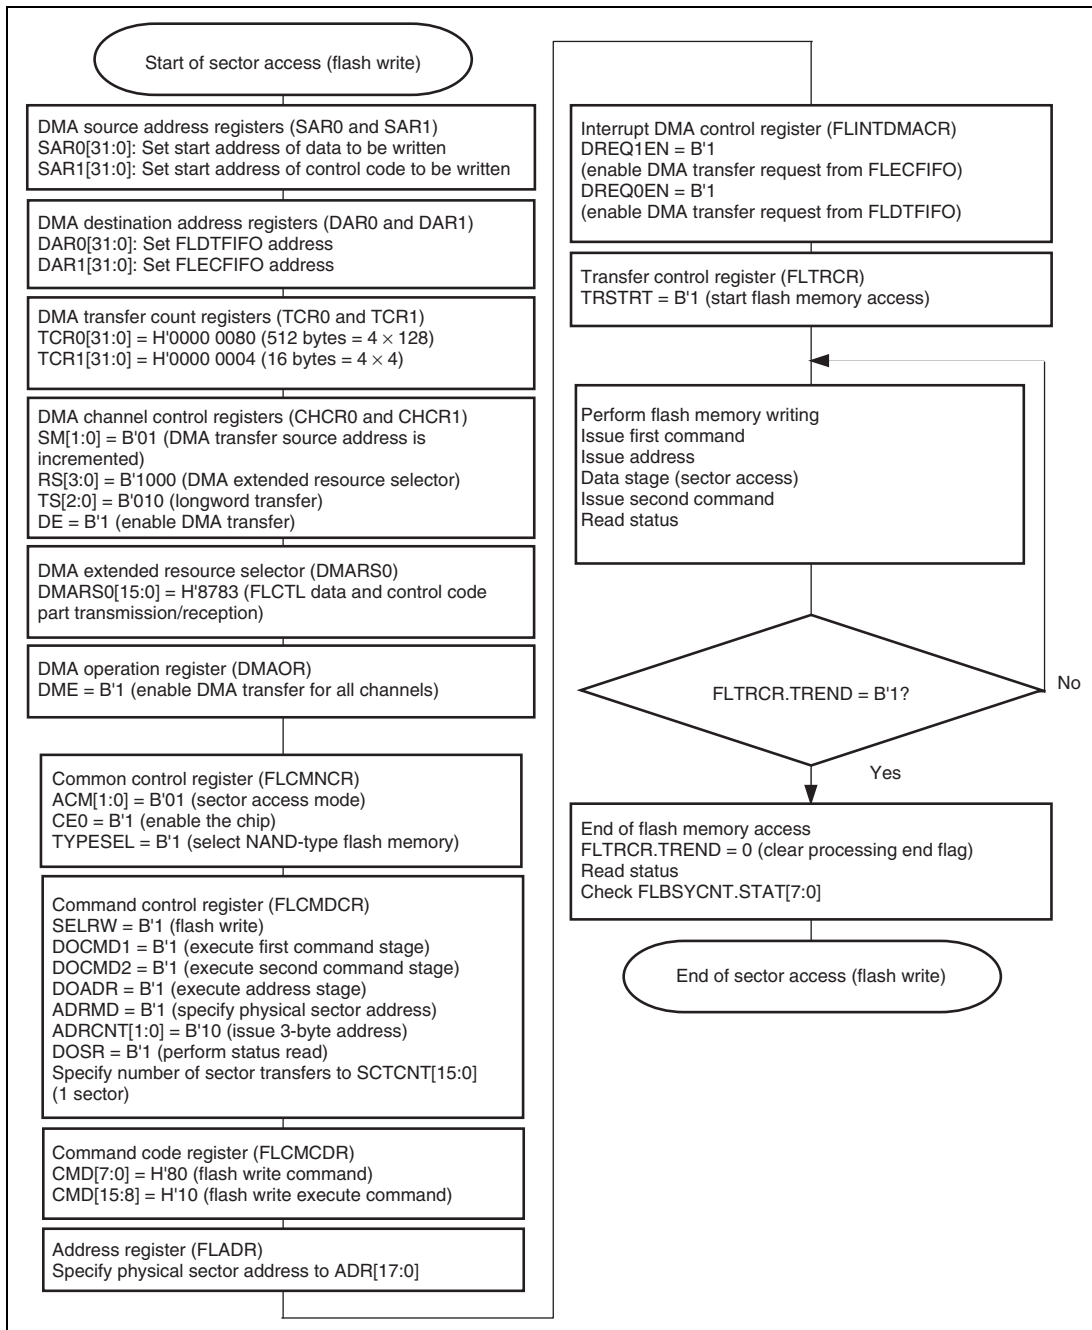 Start of sector access (flash write)
DMA source address registers (SAR0 and SAR1)
SAR0[31:0]: Set start address of data to be written
SAR1[31:0]: Set start address of control code to be written
DMA destination address registers (DAR0 and DAR1)
DAR0[31:0]: Set FLDTFIFO address
DAR1[31:0]: Set FLECFIFO address
DMA transfer count registers (TCR0 and TCR1)
TCR0[31:0] = H'0000 0080 (512 bytes = 4 × 128)
TCR1[31:0] = H'0000 0004 (16 bytes = 4 × 4)
DMA channel control registers (CHCR0 and CHCR1)
SM[1:0] = B'01 (DMA transfer source address is
incremented)
RS[3:0] = B'1000 (DMA extended resource selector)
TS[2:0] = B'010 (longword transfer)
DE = B'1 (enable DMA transfer)
DMA extended resource selector (DMARS0)
DMARS0[15:0] = H'8783 (FLCTL data and control code
part transmission/reception)
DMA operation register (DMAOR)
DME = B'1 (enable DMA transfer for all channels)
Common control register (FLCMNCR)
ACM[1:0] = B'01 (sector access mode)
CE0 = B'1 (enable the chip)
TYPESEL = B'1 (select NAND-type flash memory)
Command control register (FLCMDCR)
SELRW = B'1 (flash write)
DOCMD1 = B'1 (execute first command stage)
DOCMD2 = B'1 (execute second command stage)
DOADR = B'1 (execute address stage)
ADRMD = B'1 (specify physical sector address)
ADRCNT[1:0] = B'10 (issue 3-byte address)
DOSR = B'1 (perform status read)
Specify number of sector transfers to SCTCNT[15:0]
(1 sector)
Command code register (FLCMCDR)
CMD[7:0] = H'80 (flash write command)
CMD[15:8] = H'10 (flash write execute command)
Address register (FLADR)
Specify physical sector address to ADR[17:0]
Interrupt DMA control register (FLINTDMACR)
DREQ1EN = B'1
(enable DMA transfer request from FLECFIFO)
DREQ0EN = B'1
(enable DMA transfer request from FLDTFIFO)
Transfer control register (FLTRCR)
TRSTRT = B'1 (start flash memory access)
Perform flash memory writing
Issue first command
Issue address
Data stage (sector access)
Issue second command
Read status
FLTRCR.TREND = B'1?
No
Yes
End of flash memory access
FLTRCR.TREND = 0 (clear processing end flag)
Read status
Check FLBSYCNT.STAT[7:0]
End of sector access (flash write)